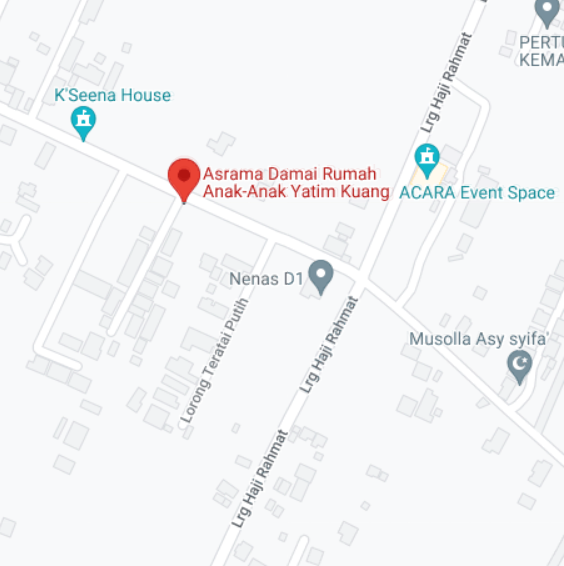 PERTU
KEMA
Lrg Haji Rahmat
K'Seena House
Asrama Damai Rumah
Anak-Anak Yatim Kuang
ACARA Event Space
Nenas D1
Lrg Haji Rahmat
Lorong Teratai Putih
Musolla Asy syifa'
Lrg Haji Rahmat